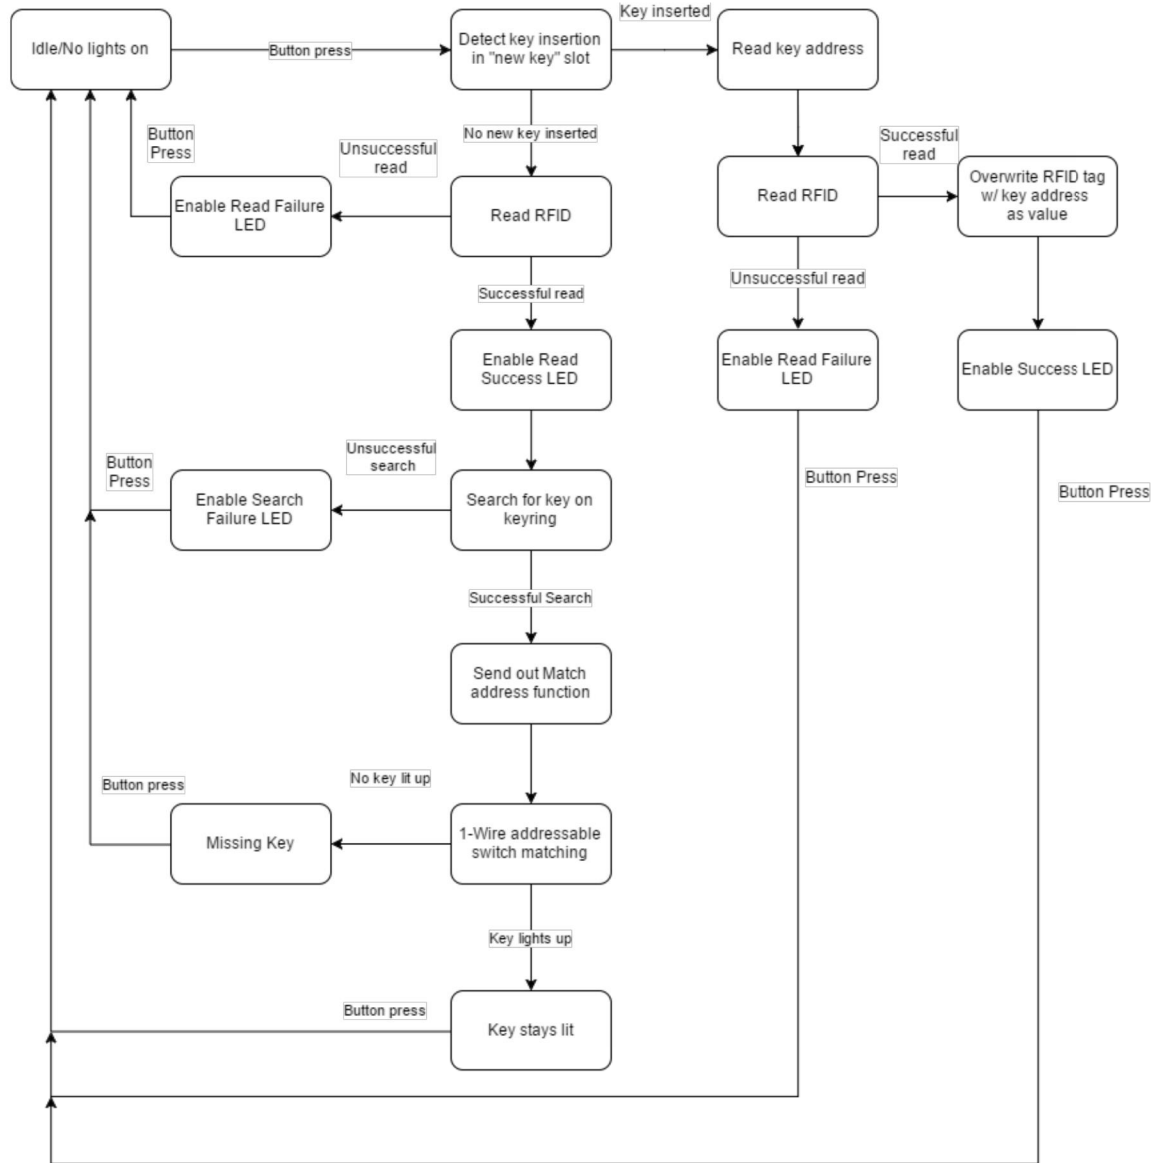 Key inserted
Idle/No lights on
Button press
Detect key insertion
in "new key" slot
Read key address
Button
Press
Unsuccessful
read
No new key inserted
Successful
read
Enable Read Failure
LED
Read RFID
Read RFID
Overwrite RFID tag
w/ key address
as value
Successful read
Unsuccessful read
Enable Read
Success LED
Enable Read Failure
LED
Enable Success LED
Button
Press
Unsuccessful
search
Button Press
Button Press
Enable Search
Failure LED
Search for key on
keyring
Successful Search
Send out Match
address function
Button press
No key lit up
Missing Key
1-Wire addressable
switch matching
Key lights up
Button press
Key stays lit